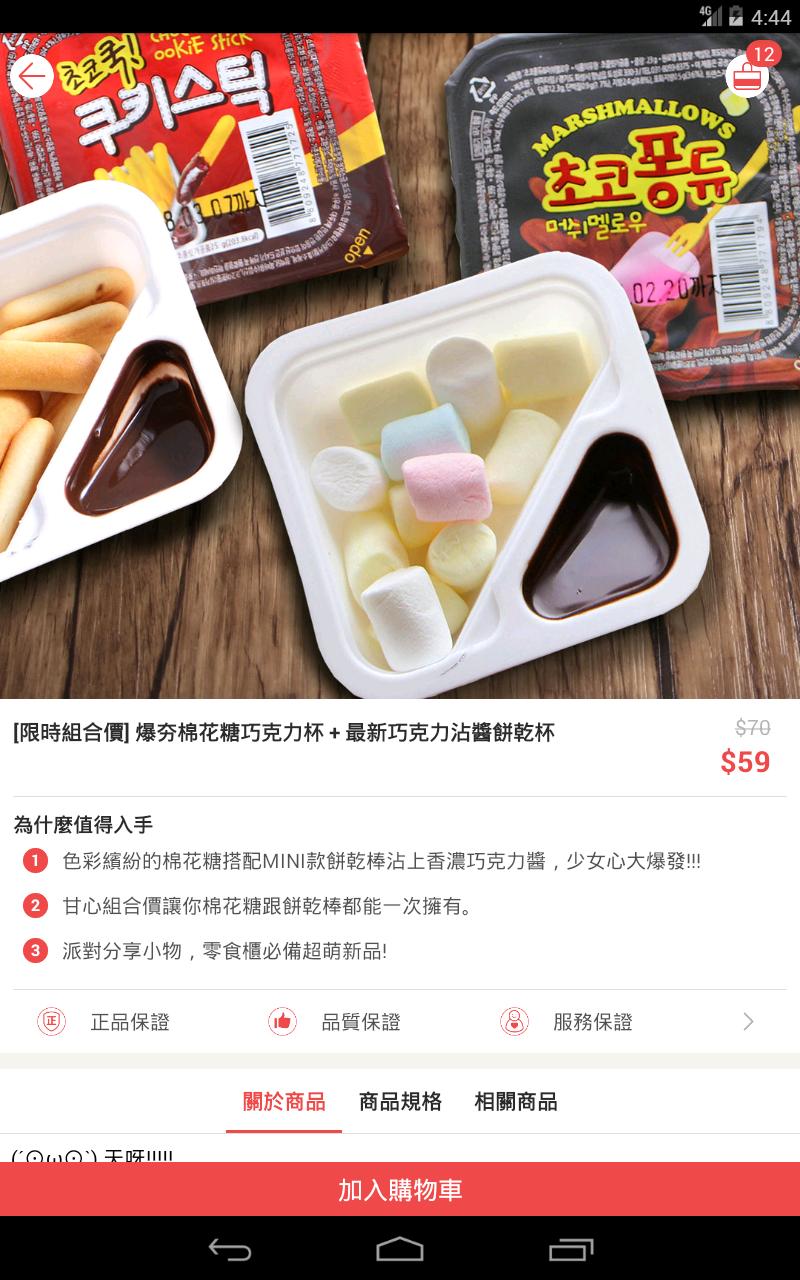 4G
4:44
12
초코쿡!
OOKiE STiCK
쿠키스틱
open
MARSHMALLOWS
초코퐁듀
머쉬멜로우
02.20까지
[限時組合價] 爆夯棉花糖巧克力杯 + 最新巧克力沾醬餅乾杯
$70
$59
為什麼值得入手
1 色彩繽紛的棉花糖搭配MINI款餅乾棒沾上香濃巧克力醬，少女心大爆發!!!
2 甘心組合價讓你棉花糖跟餅乾棒都能一次擁有。
3 派對分享小物，零食櫃必備超萌新品!
正 正品保證 品質保證 服務保證
關於商品 商品規格 相關商品
(´⊙ω⊙`) 天呀!!!!!
加入購物車